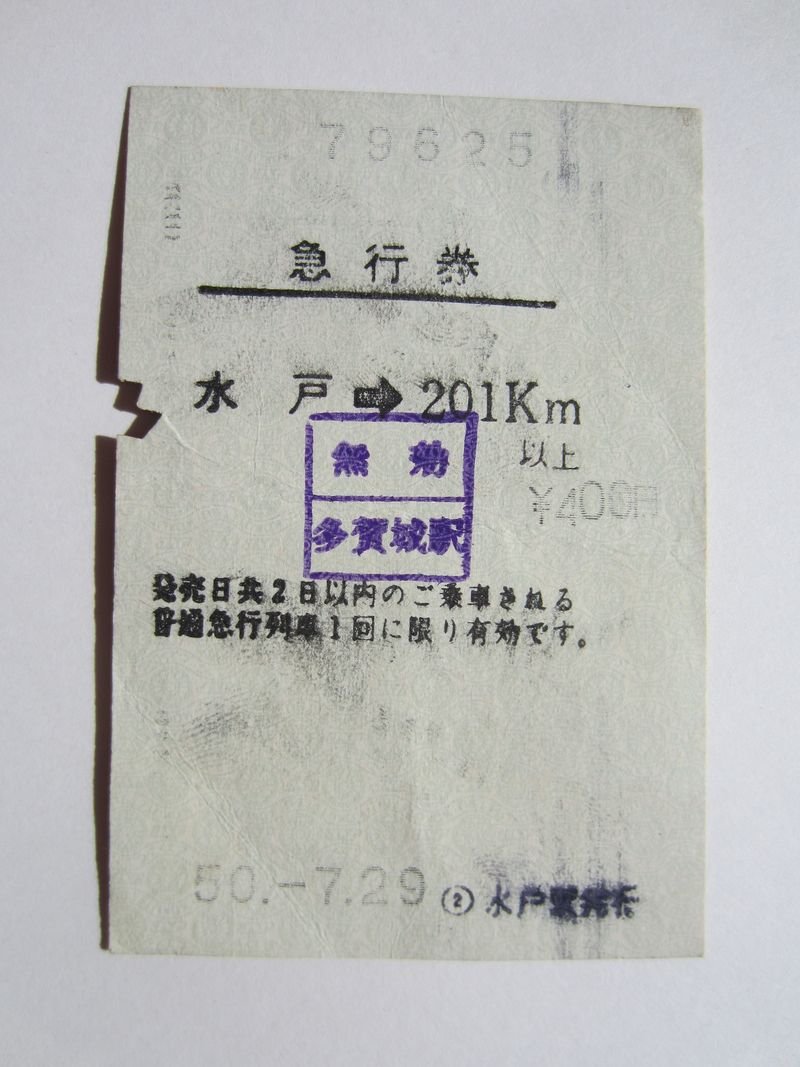 79625
急行券
水戸➡201Km
以上
¥400円
無効
多賀城駅
発売日共2日以内のご乗車される
普通急行列車1回に限り有効です。
50.-7.29
② 水戸駅発行